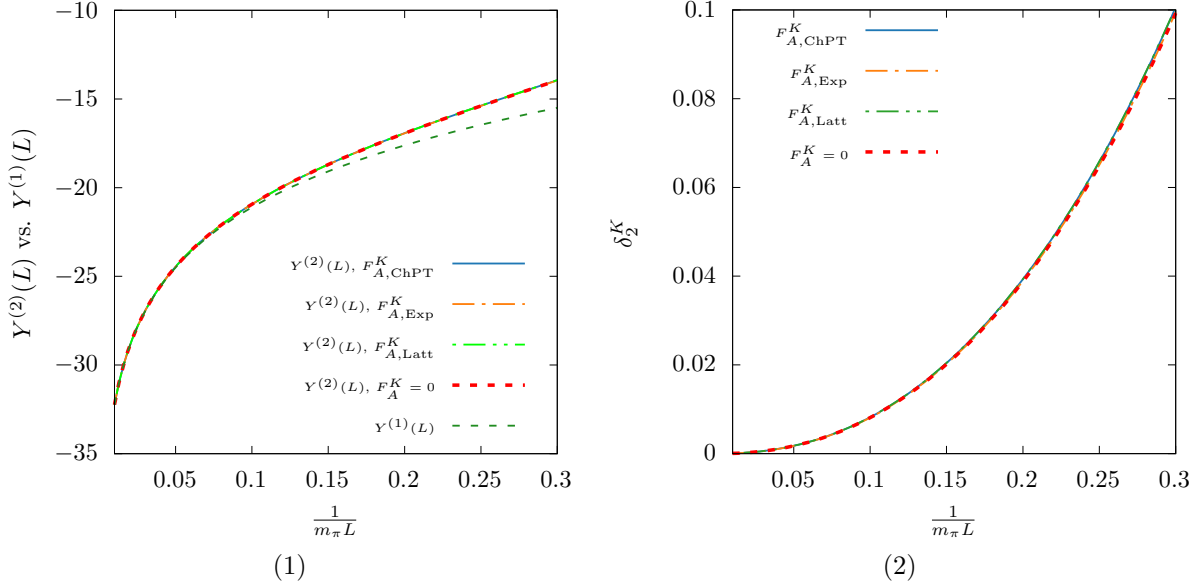 Y^{(2)}(L) vs. Y^{(1)}(L)
−10
−15
−20
−25
−30
−35
Y^{(2)}(L), F^K_{A,ChPT}
Y^{(2)}(L), F^K_{A,Exp}
Y^{(2)}(L), F^K_{A,Latt}
Y^{(2)}(L), F^K_A = 0
Y^{(1)}(L)
0.05 0.1 0.15 0.2 0.25 0.3
\frac{1}{m_π L}
(1)
δ^K_2
0.1
0.08
0.06
0.04
0.02
0
F^K_{A,ChPT}
F^K_{A,Exp}
F^K_{A,Latt}
F^K_A = 0
0.05 0.1 0.15 0.2 0.25 0.3
\frac{1}{m_π L}
(2)